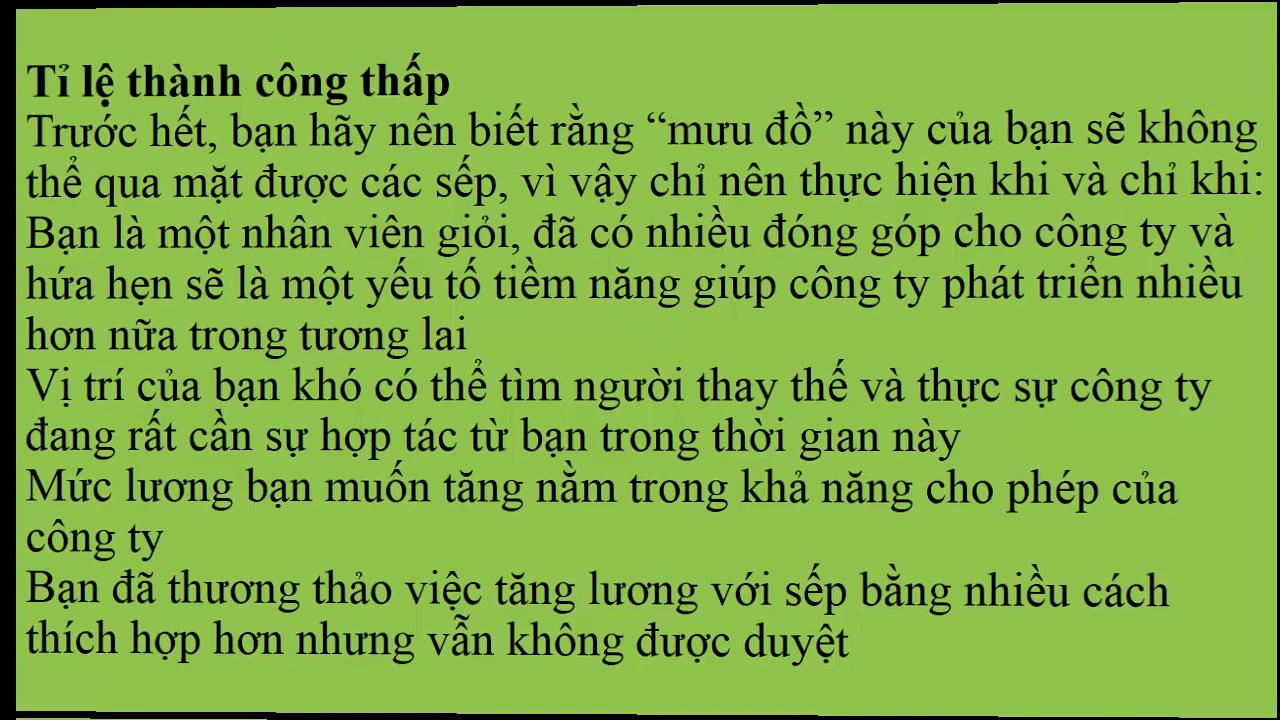 Tỉ lệ thành công thấp
Trước hết, bạn hãy nên biết rằng “mưu đồ” này của bạn sẽ không
thể qua mặt được các sếp, vì vậy chỉ nên thực hiện khi và chỉ khi:
Bạn là một nhân viên giỏi, đã có nhiều đóng góp cho công ty và
hứa hẹn sẽ là một yếu tố tiềm năng giúp công ty phát triển nhiều
hơn nữa trong tương lai
Vị trí của bạn khó có thể tìm người thay thế và thực sự công ty
đang rất cần sự hợp tác từ bạn trong thời gian này
Mức lương bạn muốn tăng nằm trong khả năng cho phép của
công ty
Bạn đã thương thảo việc tăng lương với sếp bằng nhiều cách
thích hợp hơn nhưng vẫn không được duyệt